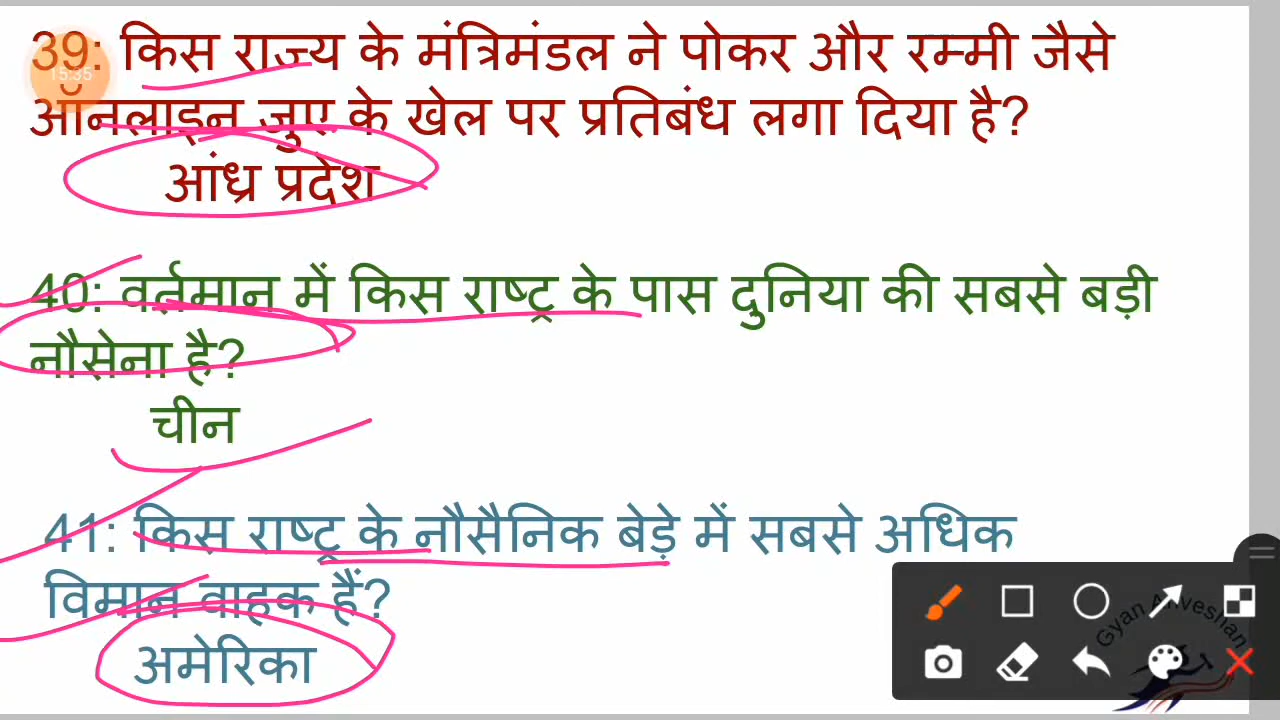 39: किस राज्य के मंत्रिमंडल ने पोकर और रम्मी जैसे
15:35
ऑनलाइन जुए के खेल पर प्रतिबंध लगा दिया है?
आंध्र प्रदेश
40: वर्तमान में किस राष्ट्र के पास दुनिया की सबसे बड़ी
नौसेना है?
चीन
41: किस राष्ट्र के नौसैनिक बेड़े में सबसे अधिक
विमान वाहक हैं?
अमेरिका
Gyan Anveshan